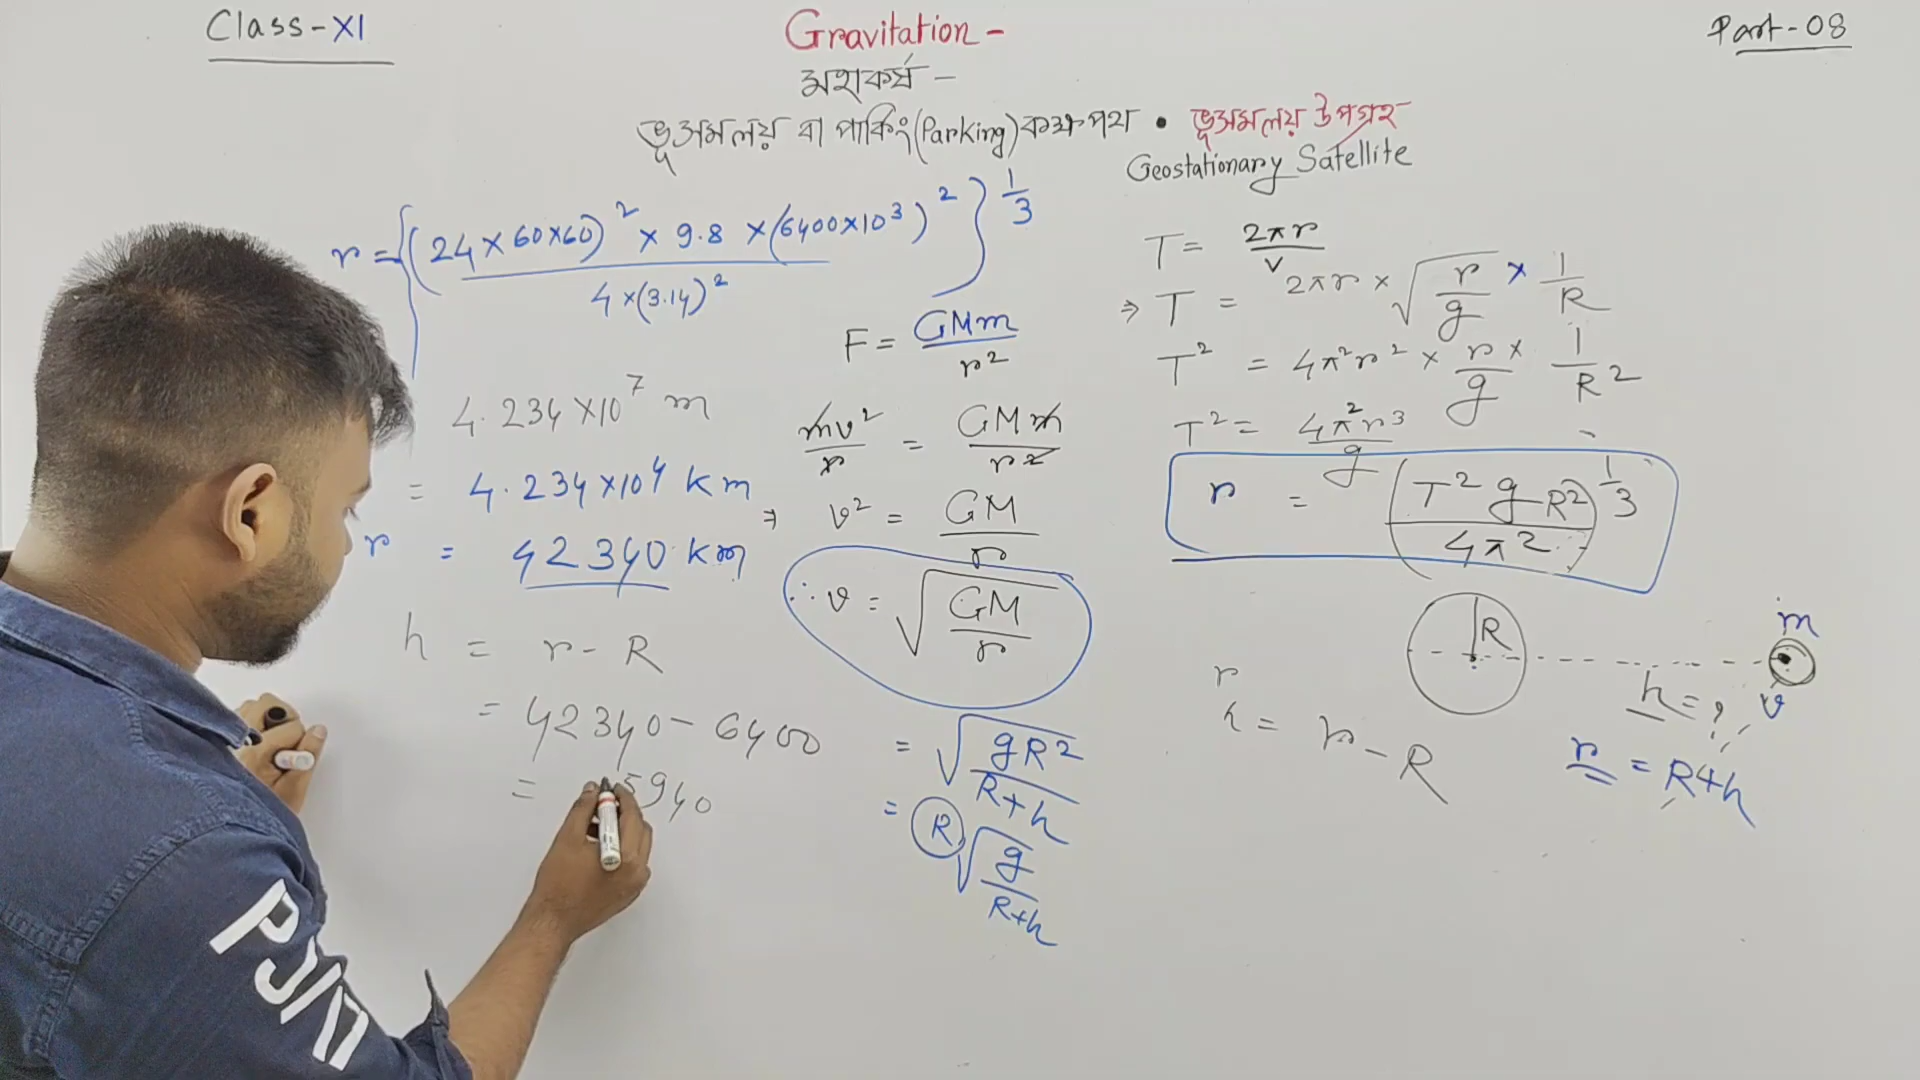 Class-XI
Gravitation-
Part-08
মহাকর্ষ -
ভূসমলয় বা পার্কিং(Parking)কক্ষপথ • ভূসমলয় উপগ্রহ
Geostationary Satellite
r = {(24×60×60)² × 9.8 ×(6400×10³)² / 4×(3.14)²}^1/3
4.234×10⁷ m
= 4.234×10⁴ km
r = 42340 km
h = r-R
= 42340-6400
= 5940
F = GMm/r²
mv²/r = GMm/r²
⇒ v² = GM/r
∴ v = √(GM/r)
= √(gR²/R+h)
= R√(g/R+h)
T = 2πr/v
⇒ T = 2πr × √(r/g) × 1/R
T² = 4π²r² × r/g × 1/R²
T² = 4π²r³/g
r = (T²gR²/4π²)^1/3
R
m
h=?
v
r = R+h
r
h = r-R